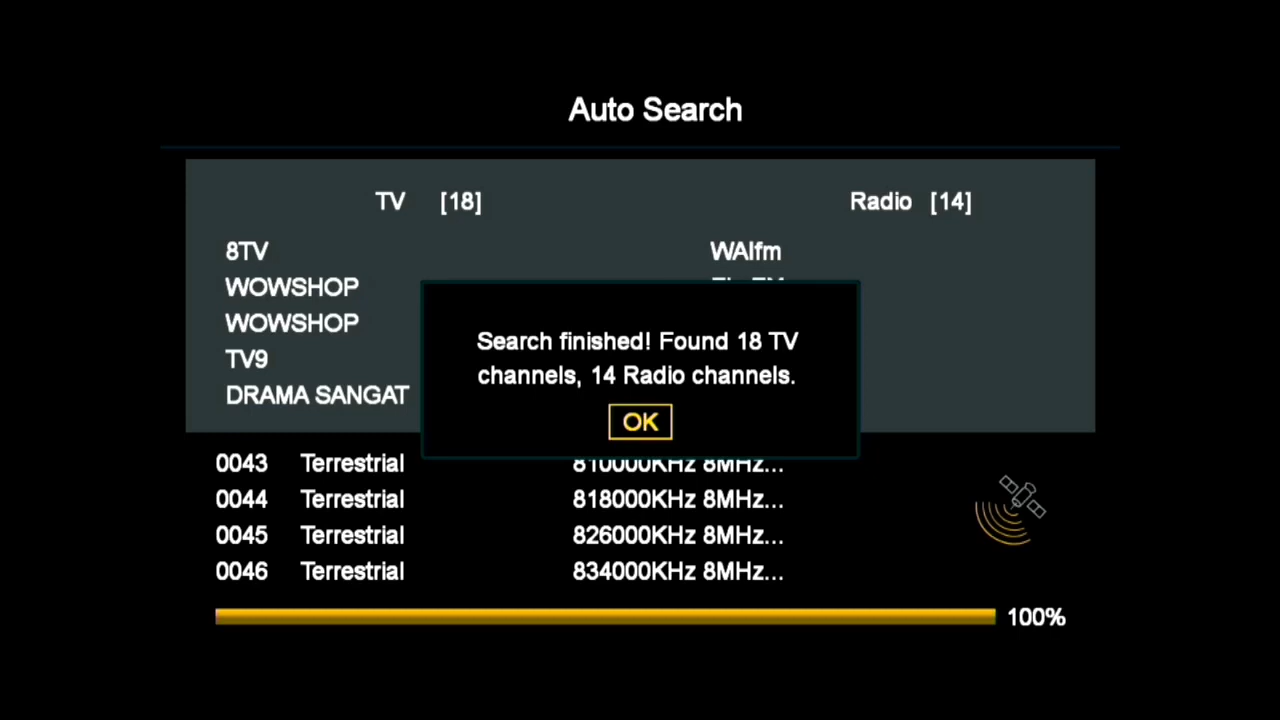 Auto Search
TV [18] Radio [14]
8TV WAIfm
WOWSHOP
WOWSHOP
TV9
DRAMA SANGAT
Search finished! Found 18 TV
channels, 14 Radio channels.
OK
0043 Terrestrial 810000KHz 8MHz...
0044 Terrestrial 818000KHz 8MHz...
0045 Terrestrial 826000KHz 8MHz...
0046 Terrestrial 834000KHz 8MHz...
100%